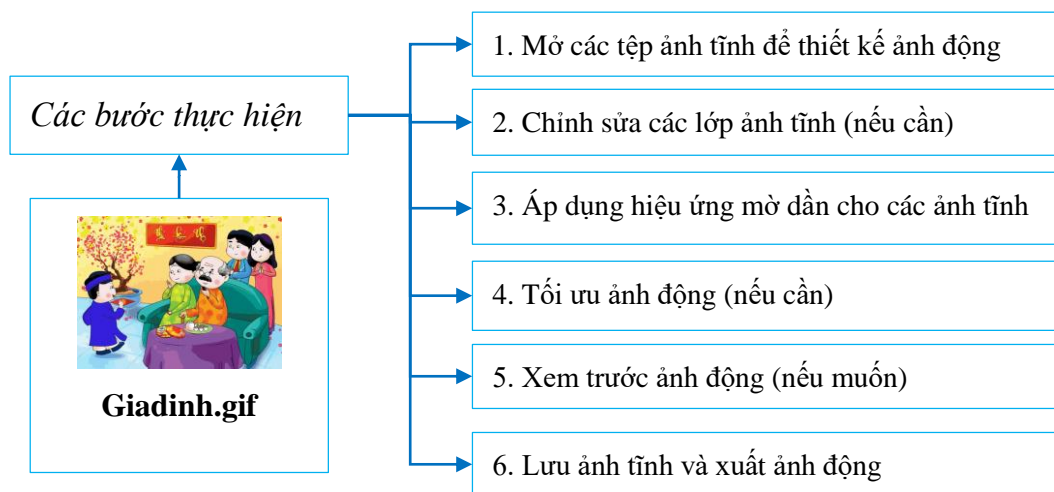 Các bước thực hiện
Giadinh.gif
1. Mở các tệp ảnh tĩnh để thiết kế ảnh động
2. Chỉnh sửa các lớp ảnh tĩnh (nếu cần)
3. Áp dụng hiệu ứng mờ dần cho các ảnh tĩnh
4. Tối ưu ảnh động (nếu cần)
5. Xem trước ảnh động (nếu muốn)
6. Lưu ảnh tĩnh và xuất ảnh động